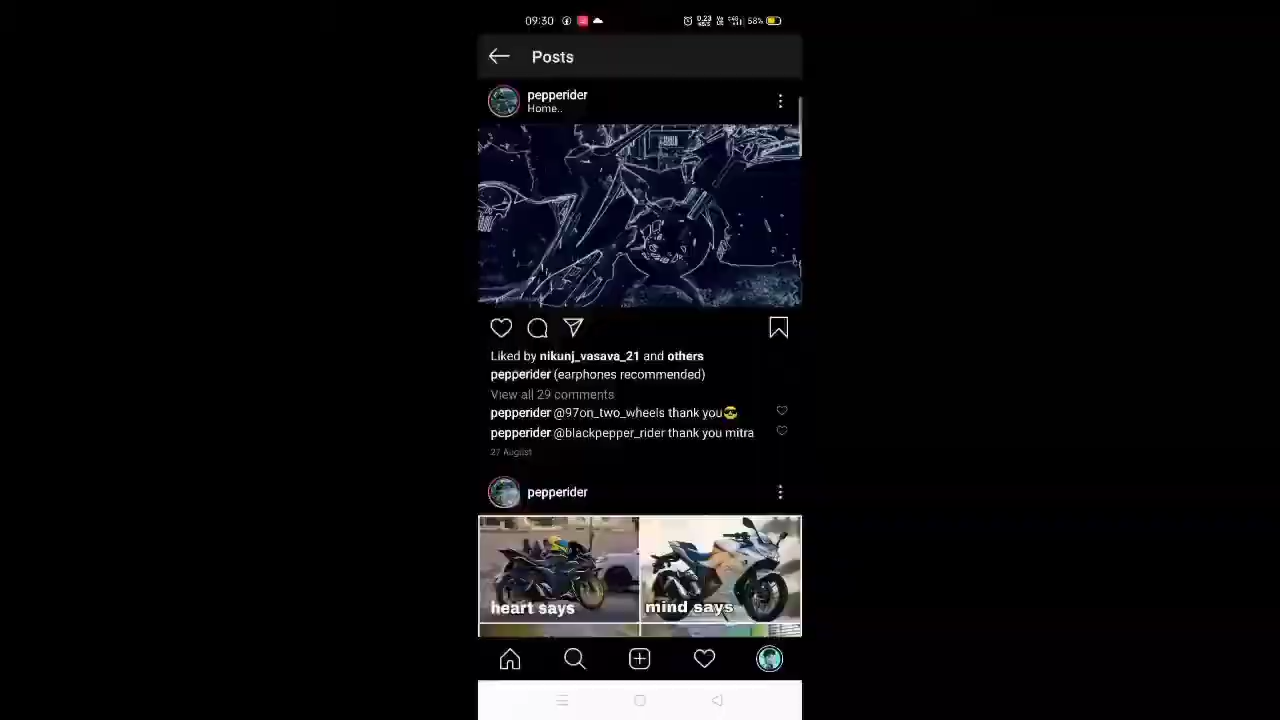 09:30 58%
Posts
pepperider
Home..
Liked by nikunj_vasava_21 and others
pepperider (earphones recommended)
View all 29 comments
pepperider @97on_two_wheels thank you😎
pepperider @blackpepper_rider thank you mitra
27 August
pepperider
heart says
mind says